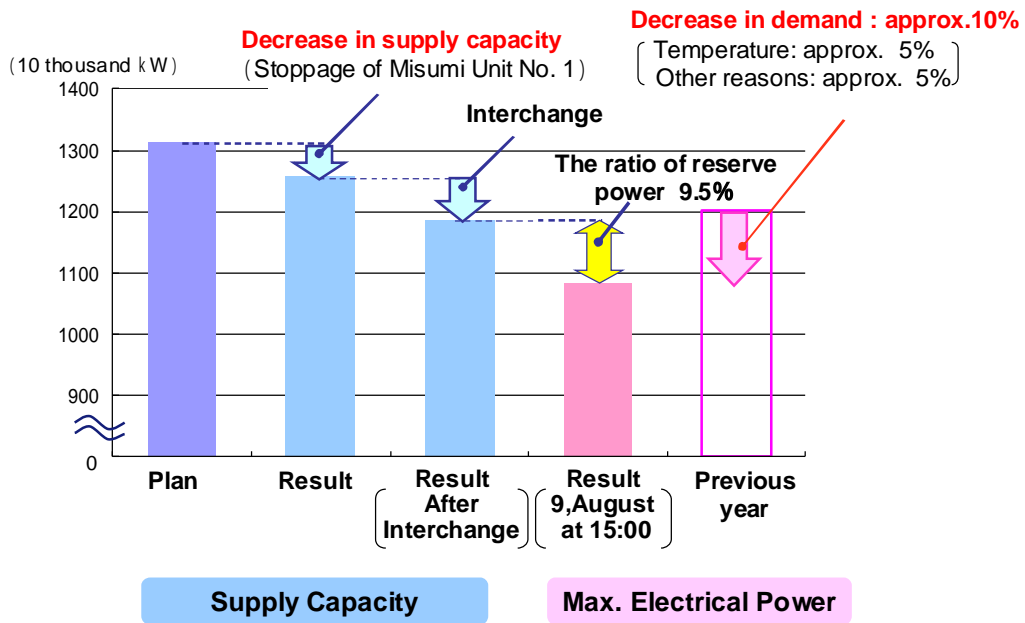 Decrease in supply capacity
(Stoppage of Misumi Unit No. 1)
Decrease in demand : approx.10%
Temperature: approx. 5%
Other reasons: approx. 5%
(10 thousand kW)
Interchange
The ratio of reserve
power 9.5%
1400
1300
1200
1100
1000
900
0
Plan
Result
Result
After
Interchange
Result
9,August
at 15:00
Previous
year
Supply Capacity
Max. Electrical Power